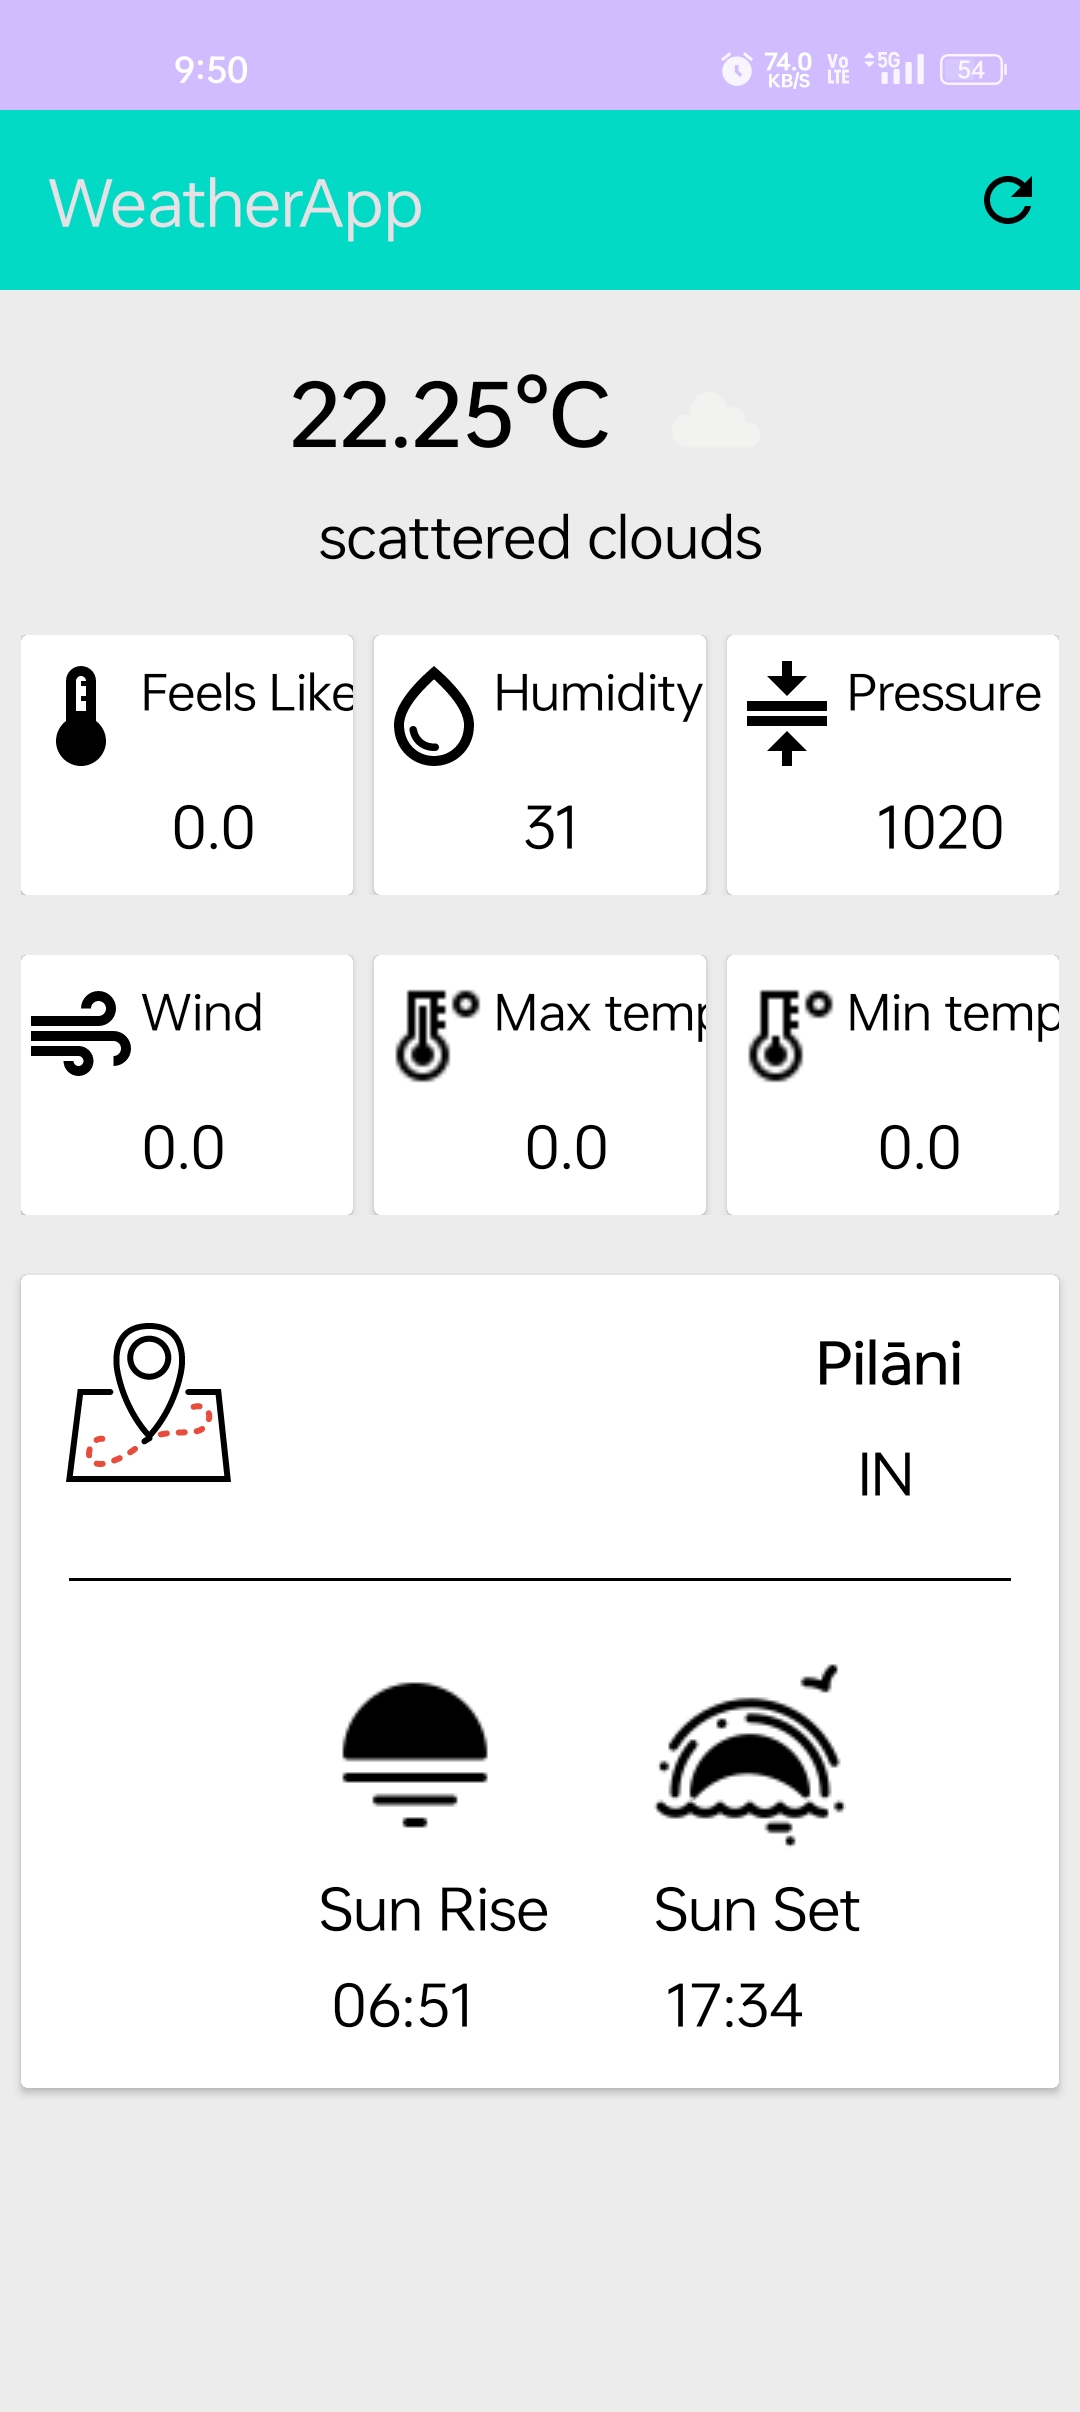 9:50 74.0 KB/S Vo LTE 5G 54
WeatherApp
22.25°C
scattered clouds
Feels Like Humidity Pressure
0.0 31 1020
Wind Max temp Min temp
0.0 0.0 0.0
Pilāni
IN
Sun Rise Sun Set
06:51 17:34